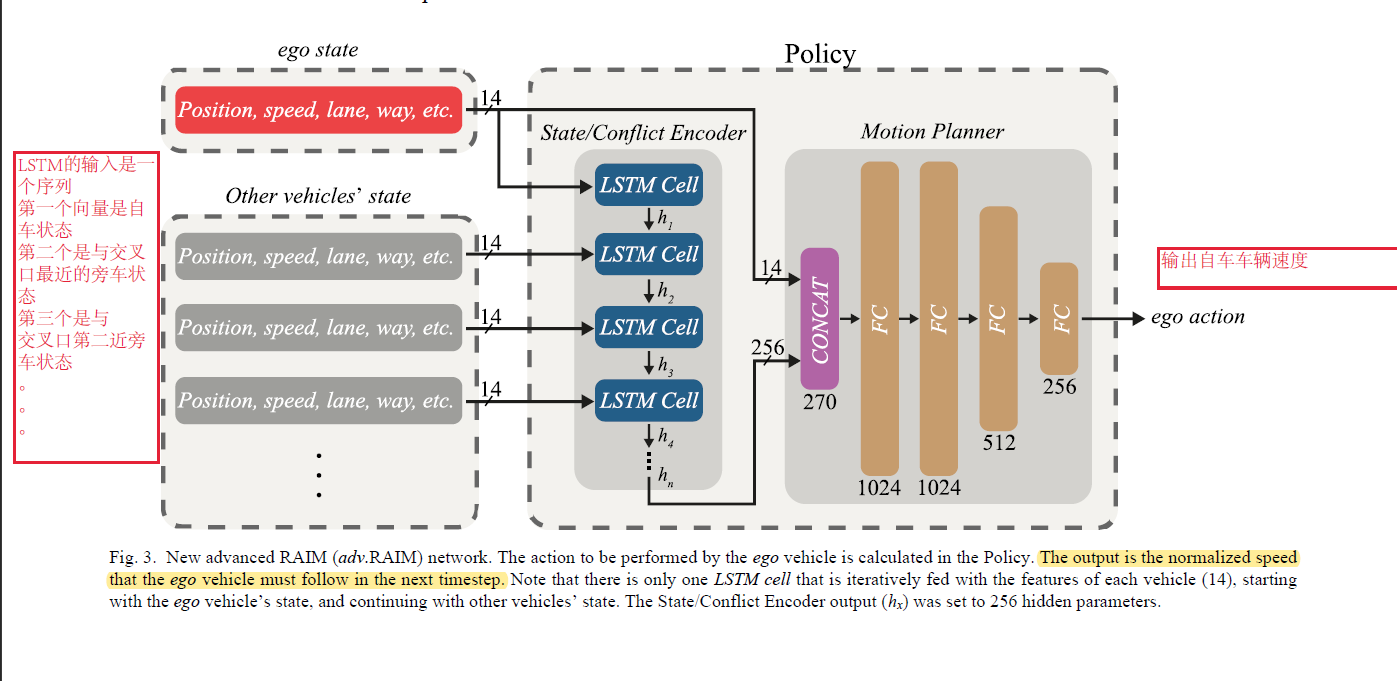 ego state
Position, speed, lane, way, etc.
14
LSTM的输入是一
个序列
第一个向量是自
车状态
第二个是与交叉
口最近的旁车状
态
第三个是与
交叉口第二近旁
车状态
。
。
。
Other vehicles’ state
Position, speed, lane, way, etc.
14
Position, speed, lane, way, etc.
14
Position, speed, lane, way, etc.
14
Policy
State/Conflict Encoder
LSTM Cell
h1
LSTM Cell
h2
LSTM Cell
h3
LSTM Cell
h4
hn
Motion Planner
14
256
CONCAT
270
FC
1024
FC
1024
FC
512
FC
256
输出自车车辆速度
ego action
Fig. 3. New advanced RAIM (adv.RAIM) network. The action to be performed by the ego vehicle is calculated in the Policy. The output is the normalized speed
that the ego vehicle must follow in the next timestep. Note that there is only one LSTM cell that is iteratively fed with the features of each vehicle (14), starting
with the ego vehicle’s state, and continuing with other vehicles’ state. The State/Conflict Encoder output (hx) was set to 256 hidden parameters.